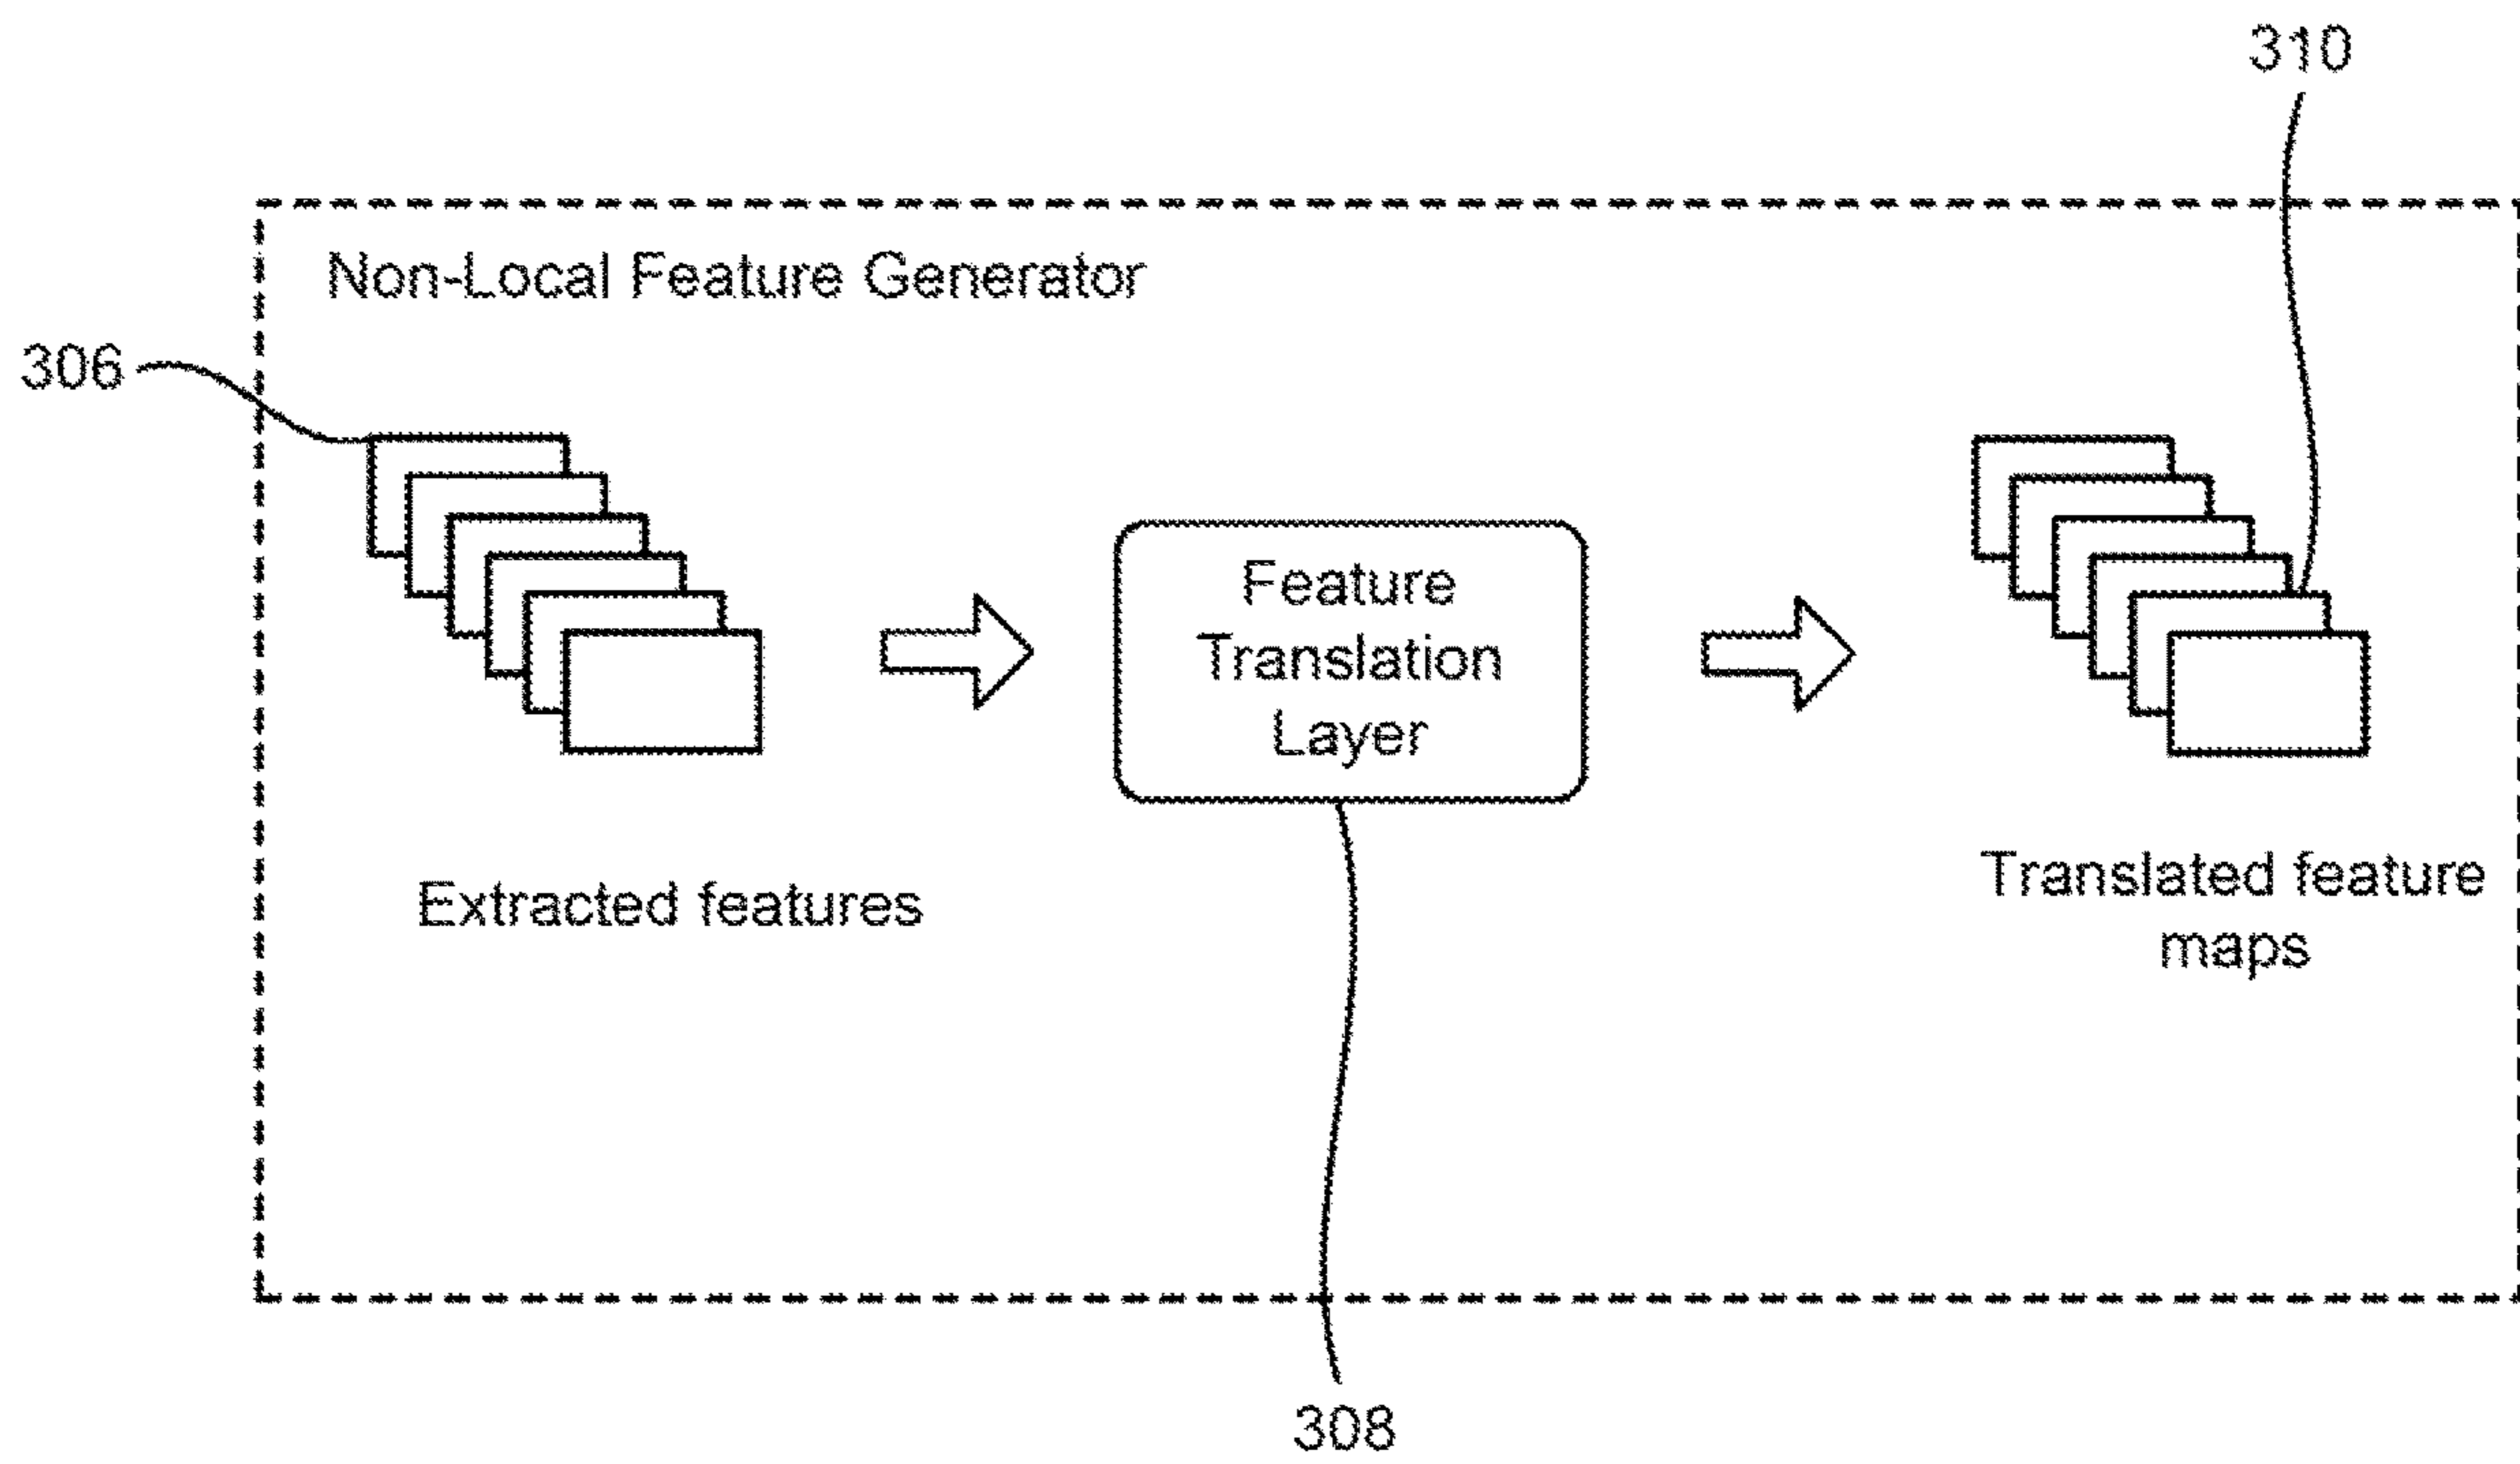 310
Non-Local Feature Generator
306
Feature
Translation
Layer
Extracted features
Translated feature
maps
308